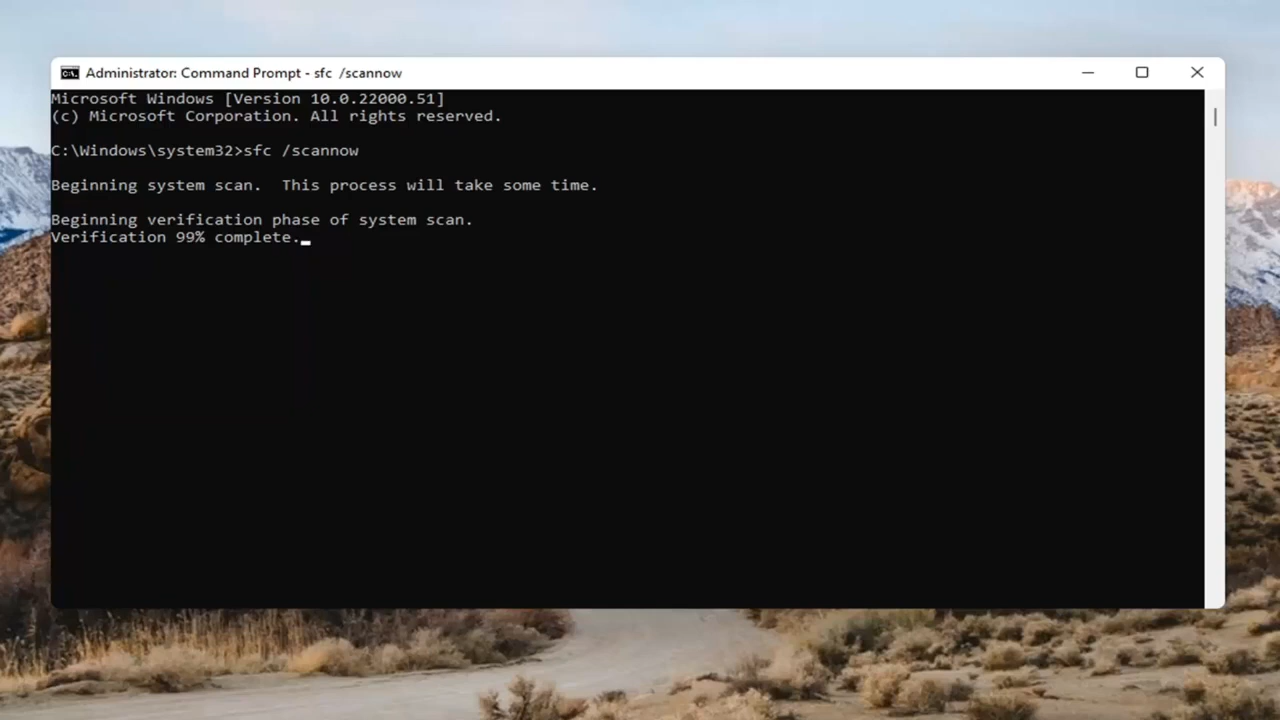 Administrator: Command Prompt - sfc  /scannow
Microsoft Windows [Version 10.0.22000.51]
(c) Microsoft Corporation. All rights reserved.
C:\Windows\system32>sfc /scannow
Beginning system scan.  This process will take some time.
Beginning verification phase of system scan.
Verification 99% complete.